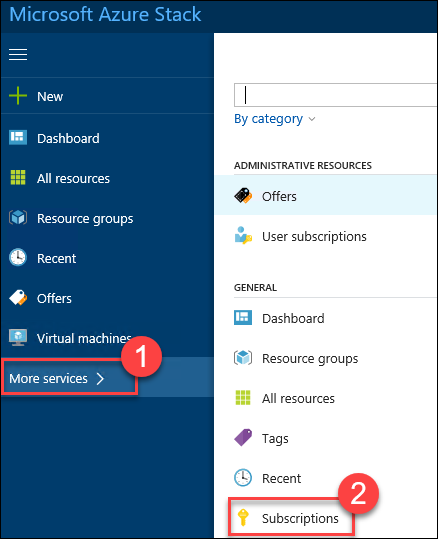 Microsoft Azure Stack
New
Dashboard
All resources
Resource groups
Recent
Offers
Virtual machines
1
More services
By category
ADMINISTRATIVE RESOURCES
Offers
User subscriptions
GENERAL
Dashboard
Resource groups
All resources
Tags
Recent
2
Subscriptions